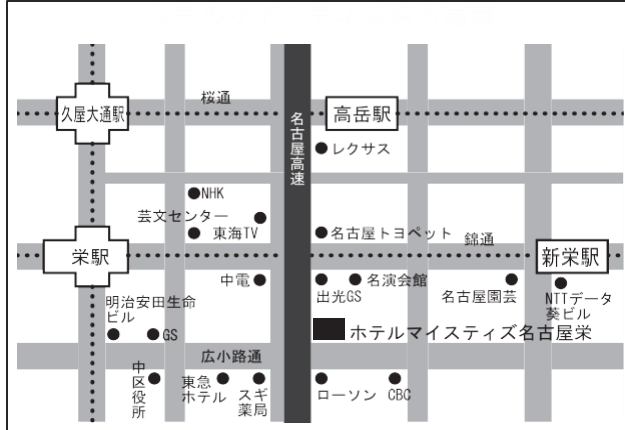 桜通
久屋大通駅
名古屋高速
高岳駅
レクサス
NHK
芸文センター
東海TV
名古屋トヨペット
錦通
栄駅
新栄駅
中電
出光GS
名演会館
名古屋園芸
NTTデータ
葵ビル
明治安田生命
ビル
GS
ホテルマイスティズ名古屋栄
広小路通
中区役所
東急
ホテル
スギ
薬局
ローソン
CBC